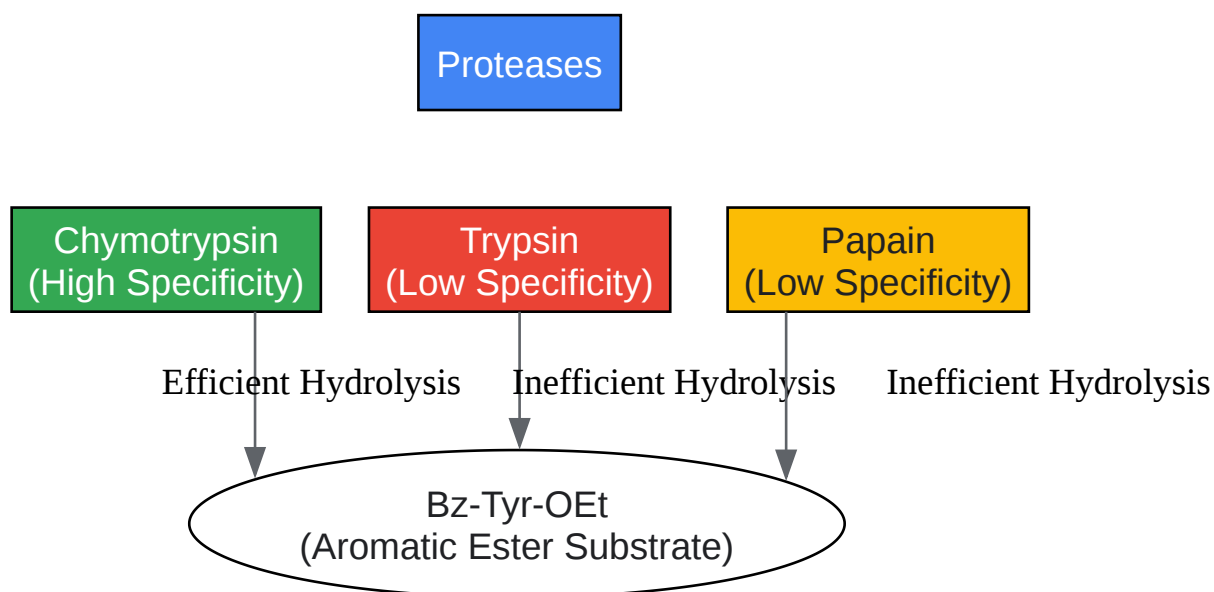 Proteases
Chymotrypsin
(High Specificity)
Trypsin
(Low Specificity)
Papain
(Low Specificity)
Efficient Hydrolysis
Inefficient Hydrolysis
Inefficient Hydrolysis
Bz-Tyr-OEt
(Aromatic Ester Substrate)